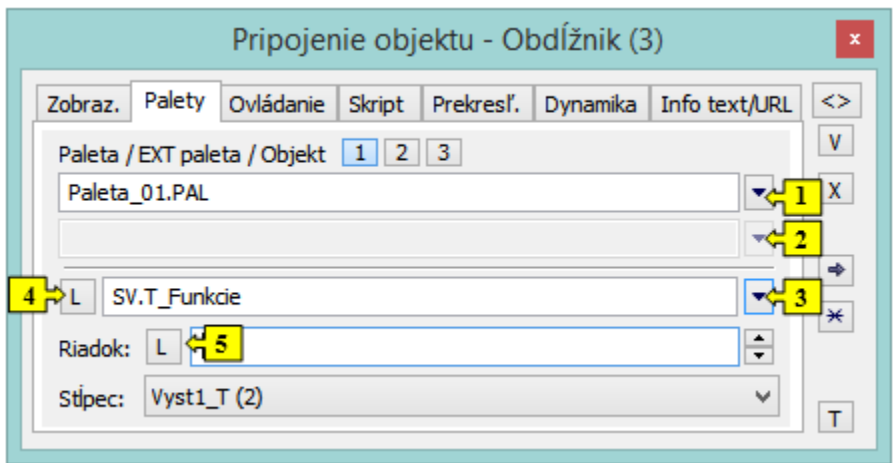 Pripojenie objektu - Obdĺžnik (3) x
Zobraz. Palety Ovládanie Skript Prekresľ. Dynamika Info text/URL <>
Paleta / EXT paleta / Objekt 1 2 3 V
Paleta_01.PAL 1 X
2
4 L SV.T_Funkcie 3
Riadok: L 5
Stĺpec: Vyst1_T (2)
T